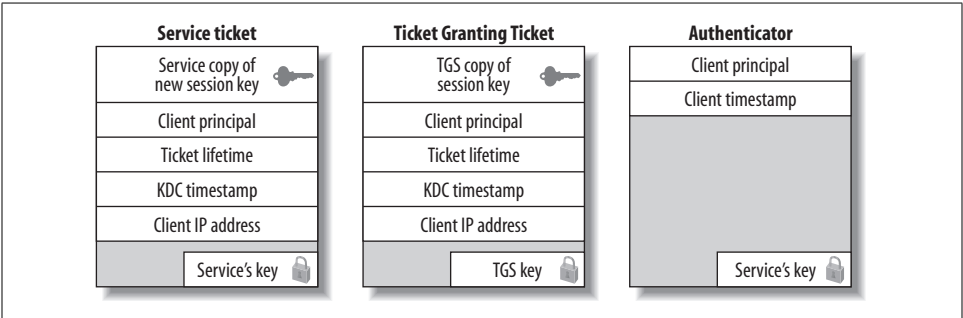 Service ticket
Service copy of
new session key
Client principal
Ticket lifetime
KDC timestamp
Client IP address
Service's key
Ticket Granting Ticket
TGS copy of
session key
Client principal
Ticket lifetime
KDC timestamp
Client IP address
TGS key
Authenticator
Client principal
Client timestamp
Service's key